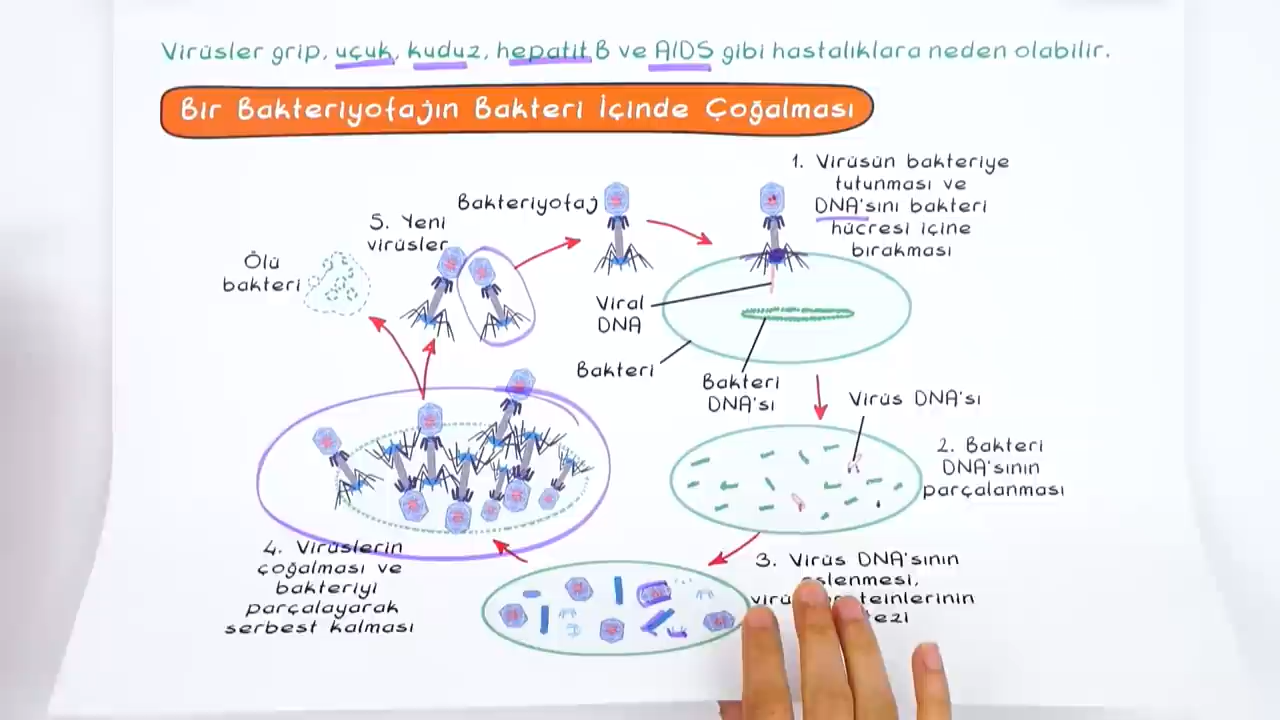 Virüsler grip, uçuk, kuduz, hepatit B ve AIDS gibi hastalıklara neden olabilir.
Bir Bakteriyofajın Bakteri İçinde Çoğalması
1. Virüsün bakteriye
tutunması ve
DNA'sını bakteri
hücresi içine
bırakması
Bakteriyofaj
5. Yeni
virüsler
Ölü
bakteri
Viral
DNA
Bakteri
Bakteri
DNA'sı
Virüs DNA'sı
2. Bakteri
DNA'sının
parçalanması
3. Virüs DNA'sının
4. Virüslerin
çoğalması ve
bakteriyi
parçalayarak
serbest kalması